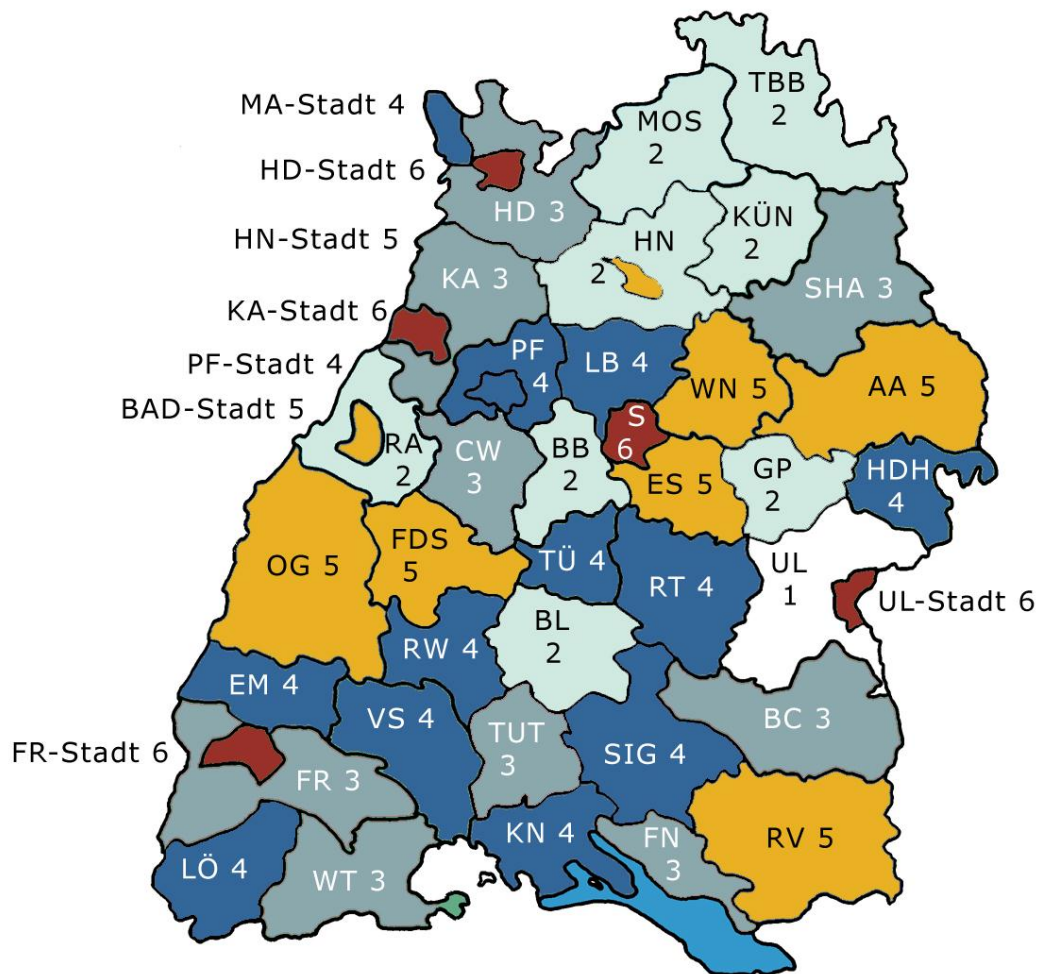 TBB
2
MA-Stadt 4
MOS
2
HD-Stadt 6
HD 3
KÜN
2
HN-Stadt 5
HN
2
KA 3
SHA 3
KA-Stadt 6
PF
4
PF-Stadt 4
LB 4
WN 5
AA 5
BAD-Stadt 5
S
6
RA
2
CW
3
BB
2
GP
2
HDH
4
ES 5
FDS
5
OG 5
TÜ 4
RT 4
UL
1
UL-Stadt 6
BL
2
RW 4
EM 4
VS 4
BC 3
TUT
3
SIG 4
FR-Stadt 6
FR 3
KN 4
FN
3
RV 5
LÖ 4
WT 3